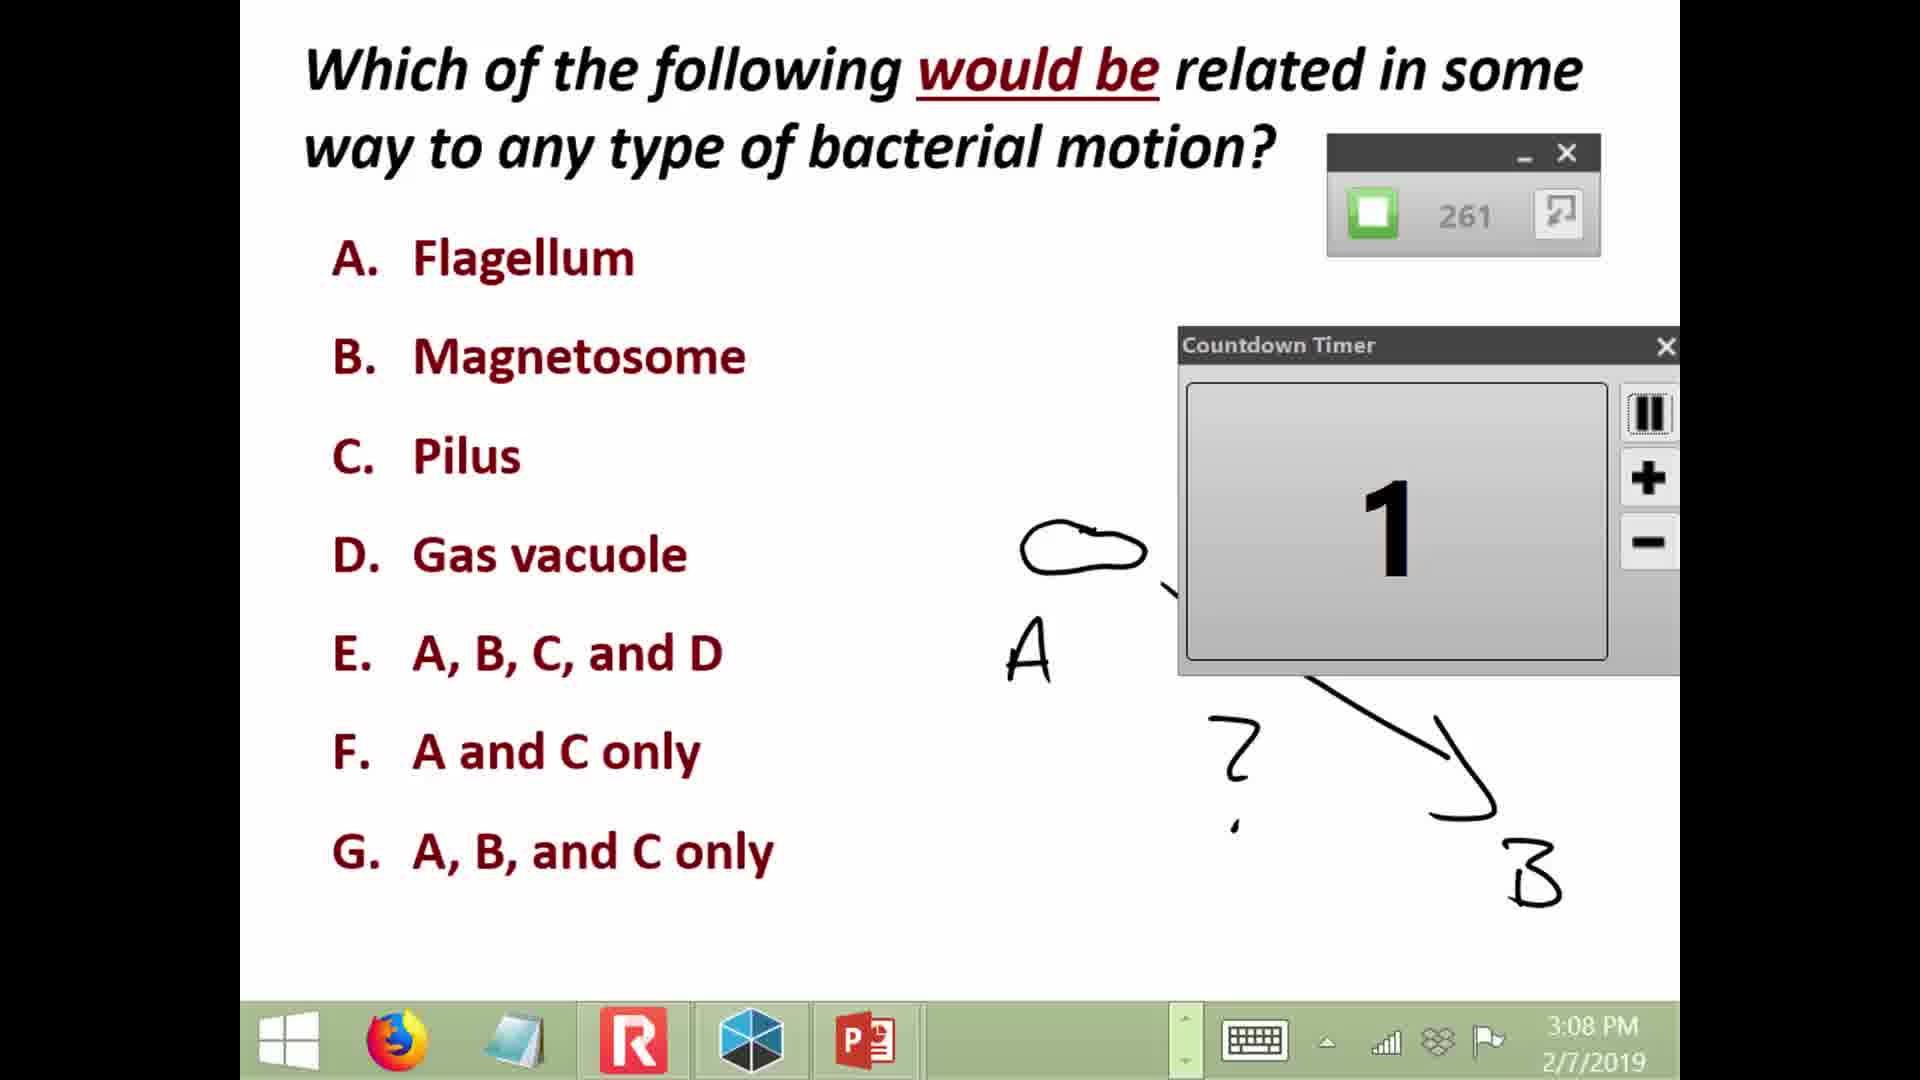 Which of the following would be related in some
way to any type of bacterial motion?
261
A. Flagellum
Countdown Timer
B. Magnetosome
C. Pilus
1
D. Gas vacuole
E. A, B, C, and D
A
F. A and C only
?
G. A, B, and C only
B
R
P
3:08 PM
2/7/2019